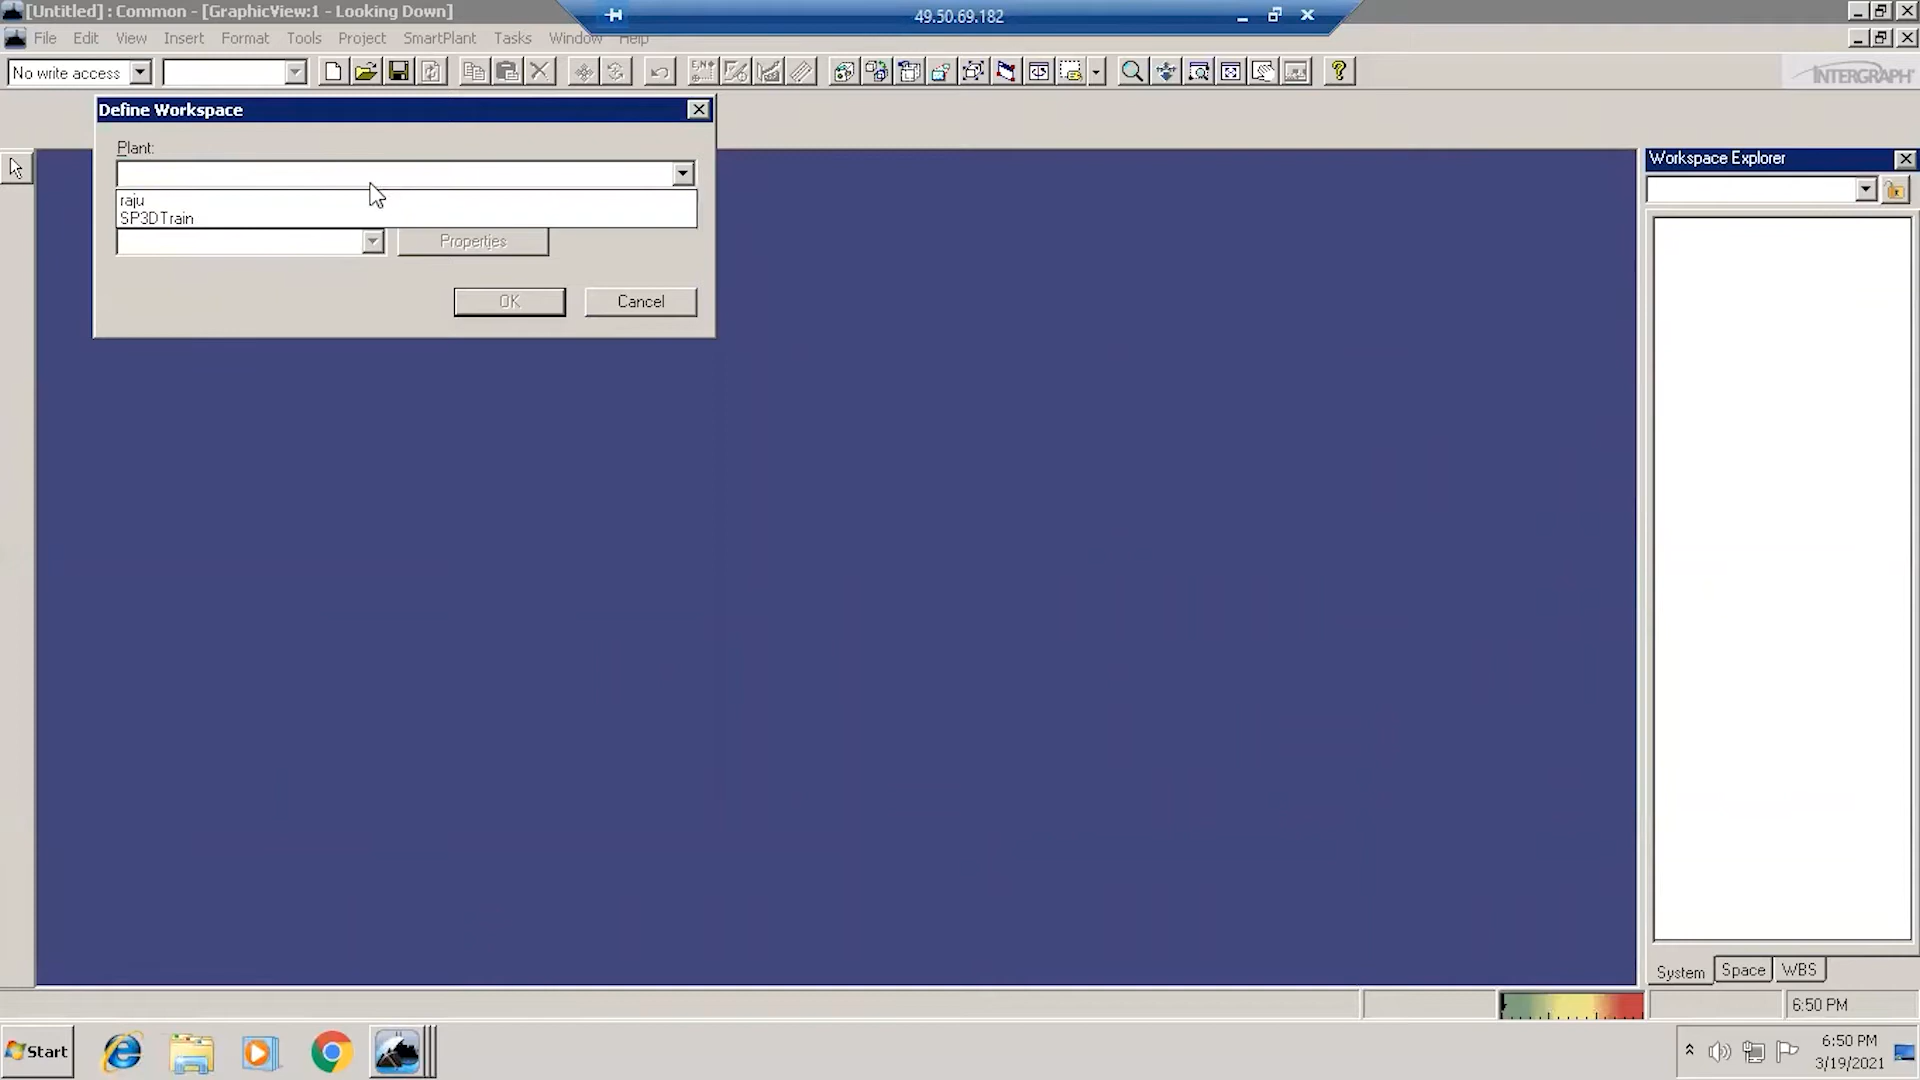 [Untitled] : Common - [GraphicView:1 - Looking Down]
49.50.69.182
File Edit View Insert Format Tools Project SmartPlant Tasks Window Help
No write access
INTERGRAPH
Define Workspace
Plant:
raju
SP3DTrain
Properties
OK Cancel
Workspace Explorer
System Space WBS
6:50 PM
Start
6:50 PM
3/19/2021